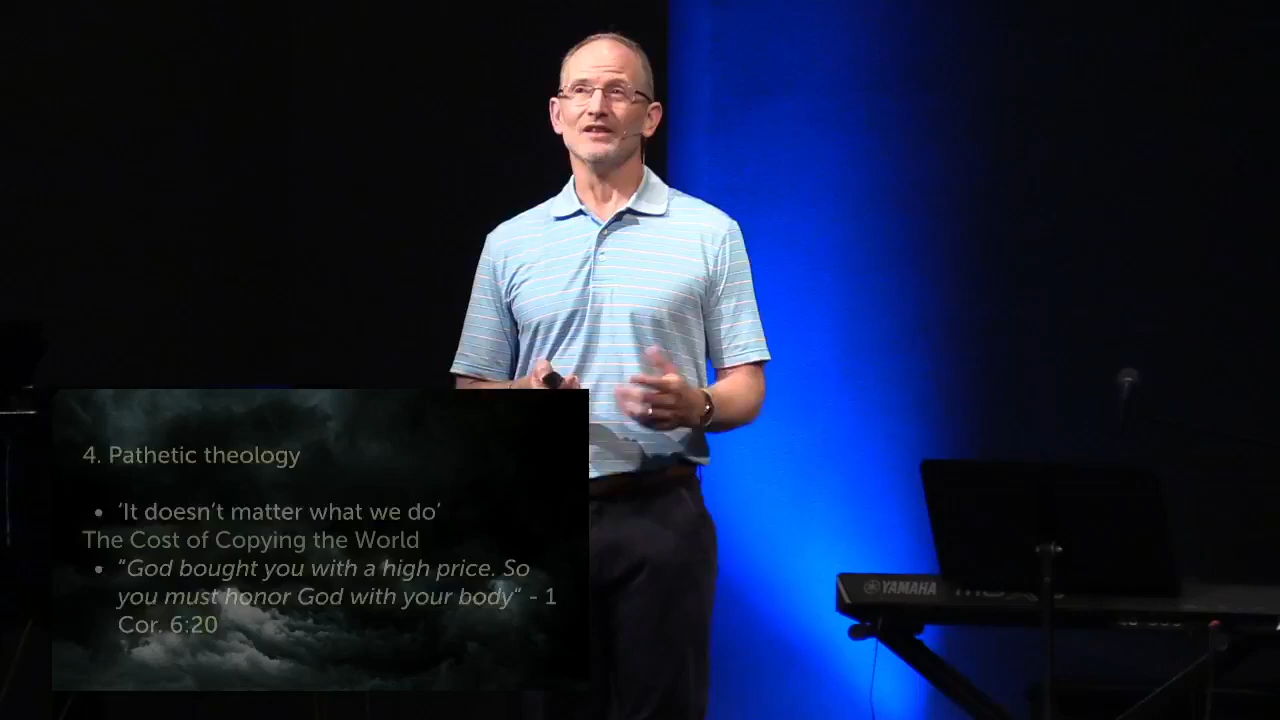 4. Pathetic theology
• ‘It doesn’t matter what we do’
The Cost of Copying the World
• “God bought you with a high price. So
you must honor God with your body” - 1
Cor. 6:20
YAMAHA